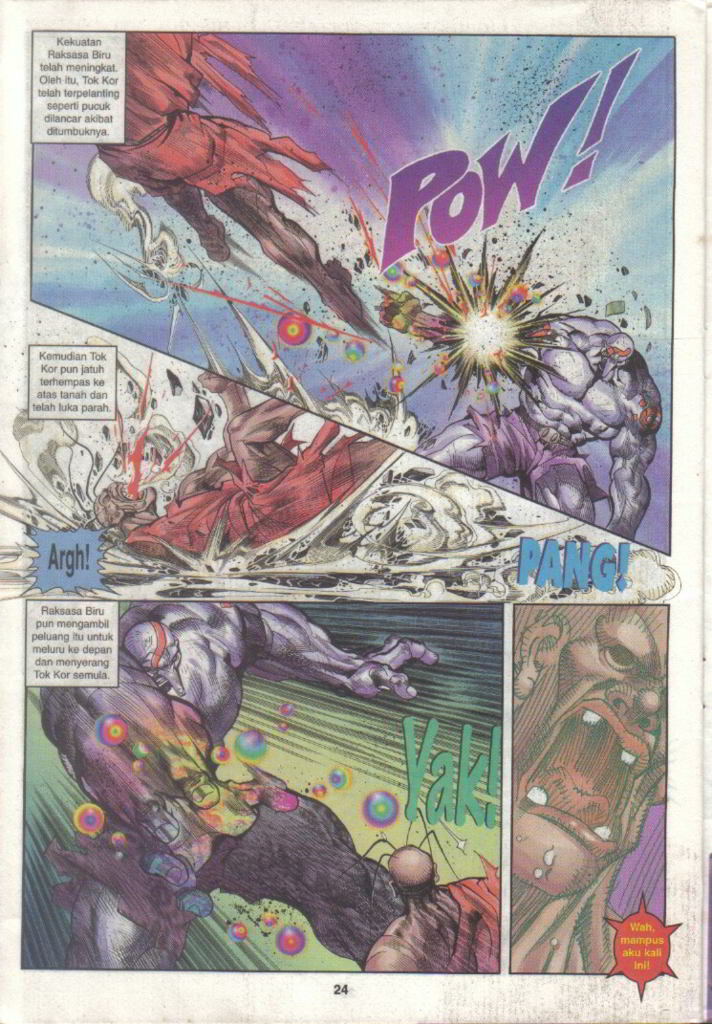 Kekuatan
Raksasa Biru
telah meningkat.
Oleh itu, Tok Kor
telah terpelanting
seperti pucuk
dilancar akibat
ditumbuknya.
POW!
Kemudian Tok
Kor pun jatuh
terhempas ke
atas tanah dan
telah luka parah.
Argh!
PANG!
Raksasa Biru
pun mengambil
peluang itu untuk
meluru ke depan
dan menyerang
Tok Kor semula.
Yak!
Wah,
mampus
aku kali
ini!
24